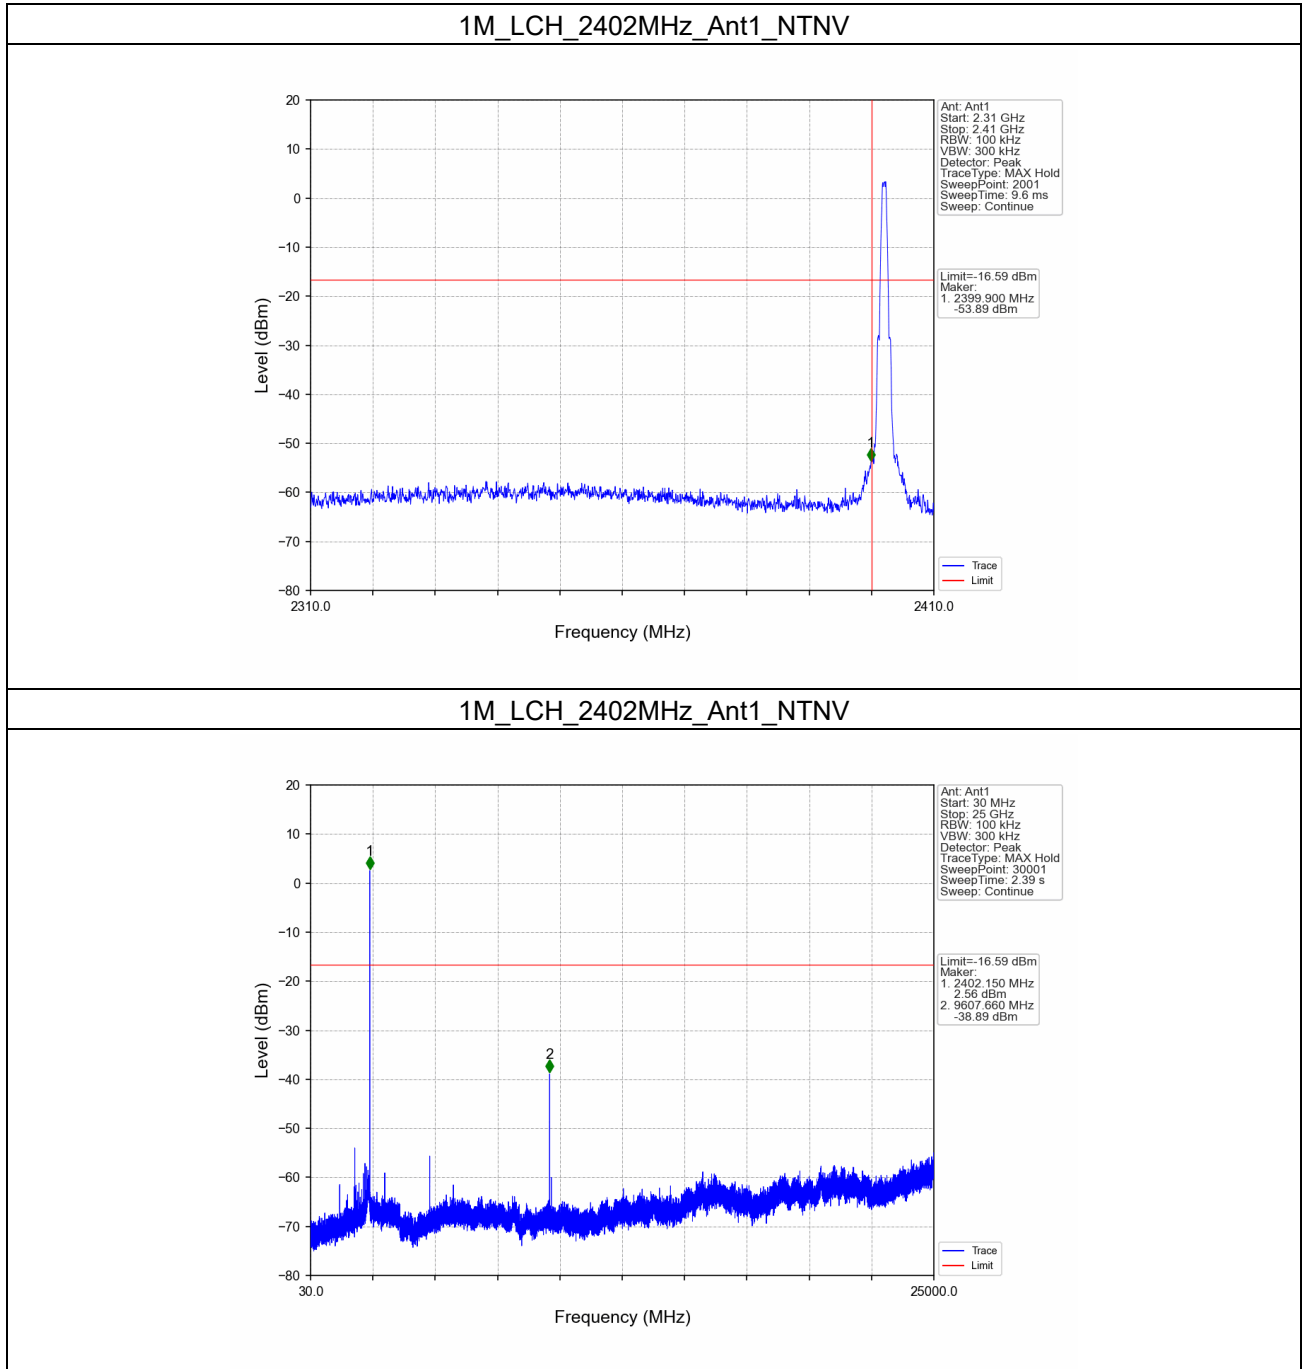 1M_LCH_2402MHz_Ant1_NTNV
20
10
0
−10
−20
−30
−40
−50
−60
−70
−80
Level (dBm)
1
2310.0
2410.0
Frequency (MHz)
Ant: Ant1
Start: 2.31 GHz
Stop: 2.41 GHz
RBW: 100 kHz
VBW: 300 kHz
Detector: Peak
TraceType: MAX Hold
SweepPoint: 2001
SweepTime: 9.6 ms
Sweep: Continue
Limit=-16.59 dBm
Maker:
1. 2399.900 MHz
-53.89 dBm
Trace
Limit
1M_LCH_2402MHz_Ant1_NTNV
20
10
0
−10
−20
−30
−40
−50
−60
−70
−80
Level (dBm)
1
2
30.0
25000.0
Frequency (MHz)
Ant: Ant1
Start: 30 MHz
Stop: 25 GHz
RBW: 100 kHz
VBW: 300 kHz
Detector: Peak
TraceType: MAX Hold
SweepPoint: 30001
SweepTime: 2.39 s
Sweep: Continue
Limit=-16.59 dBm
Maker:
1. 2402.150 MHz
2.56 dBm
2. 9607.660 MHz
-38.89 dBm
Trace
Limit